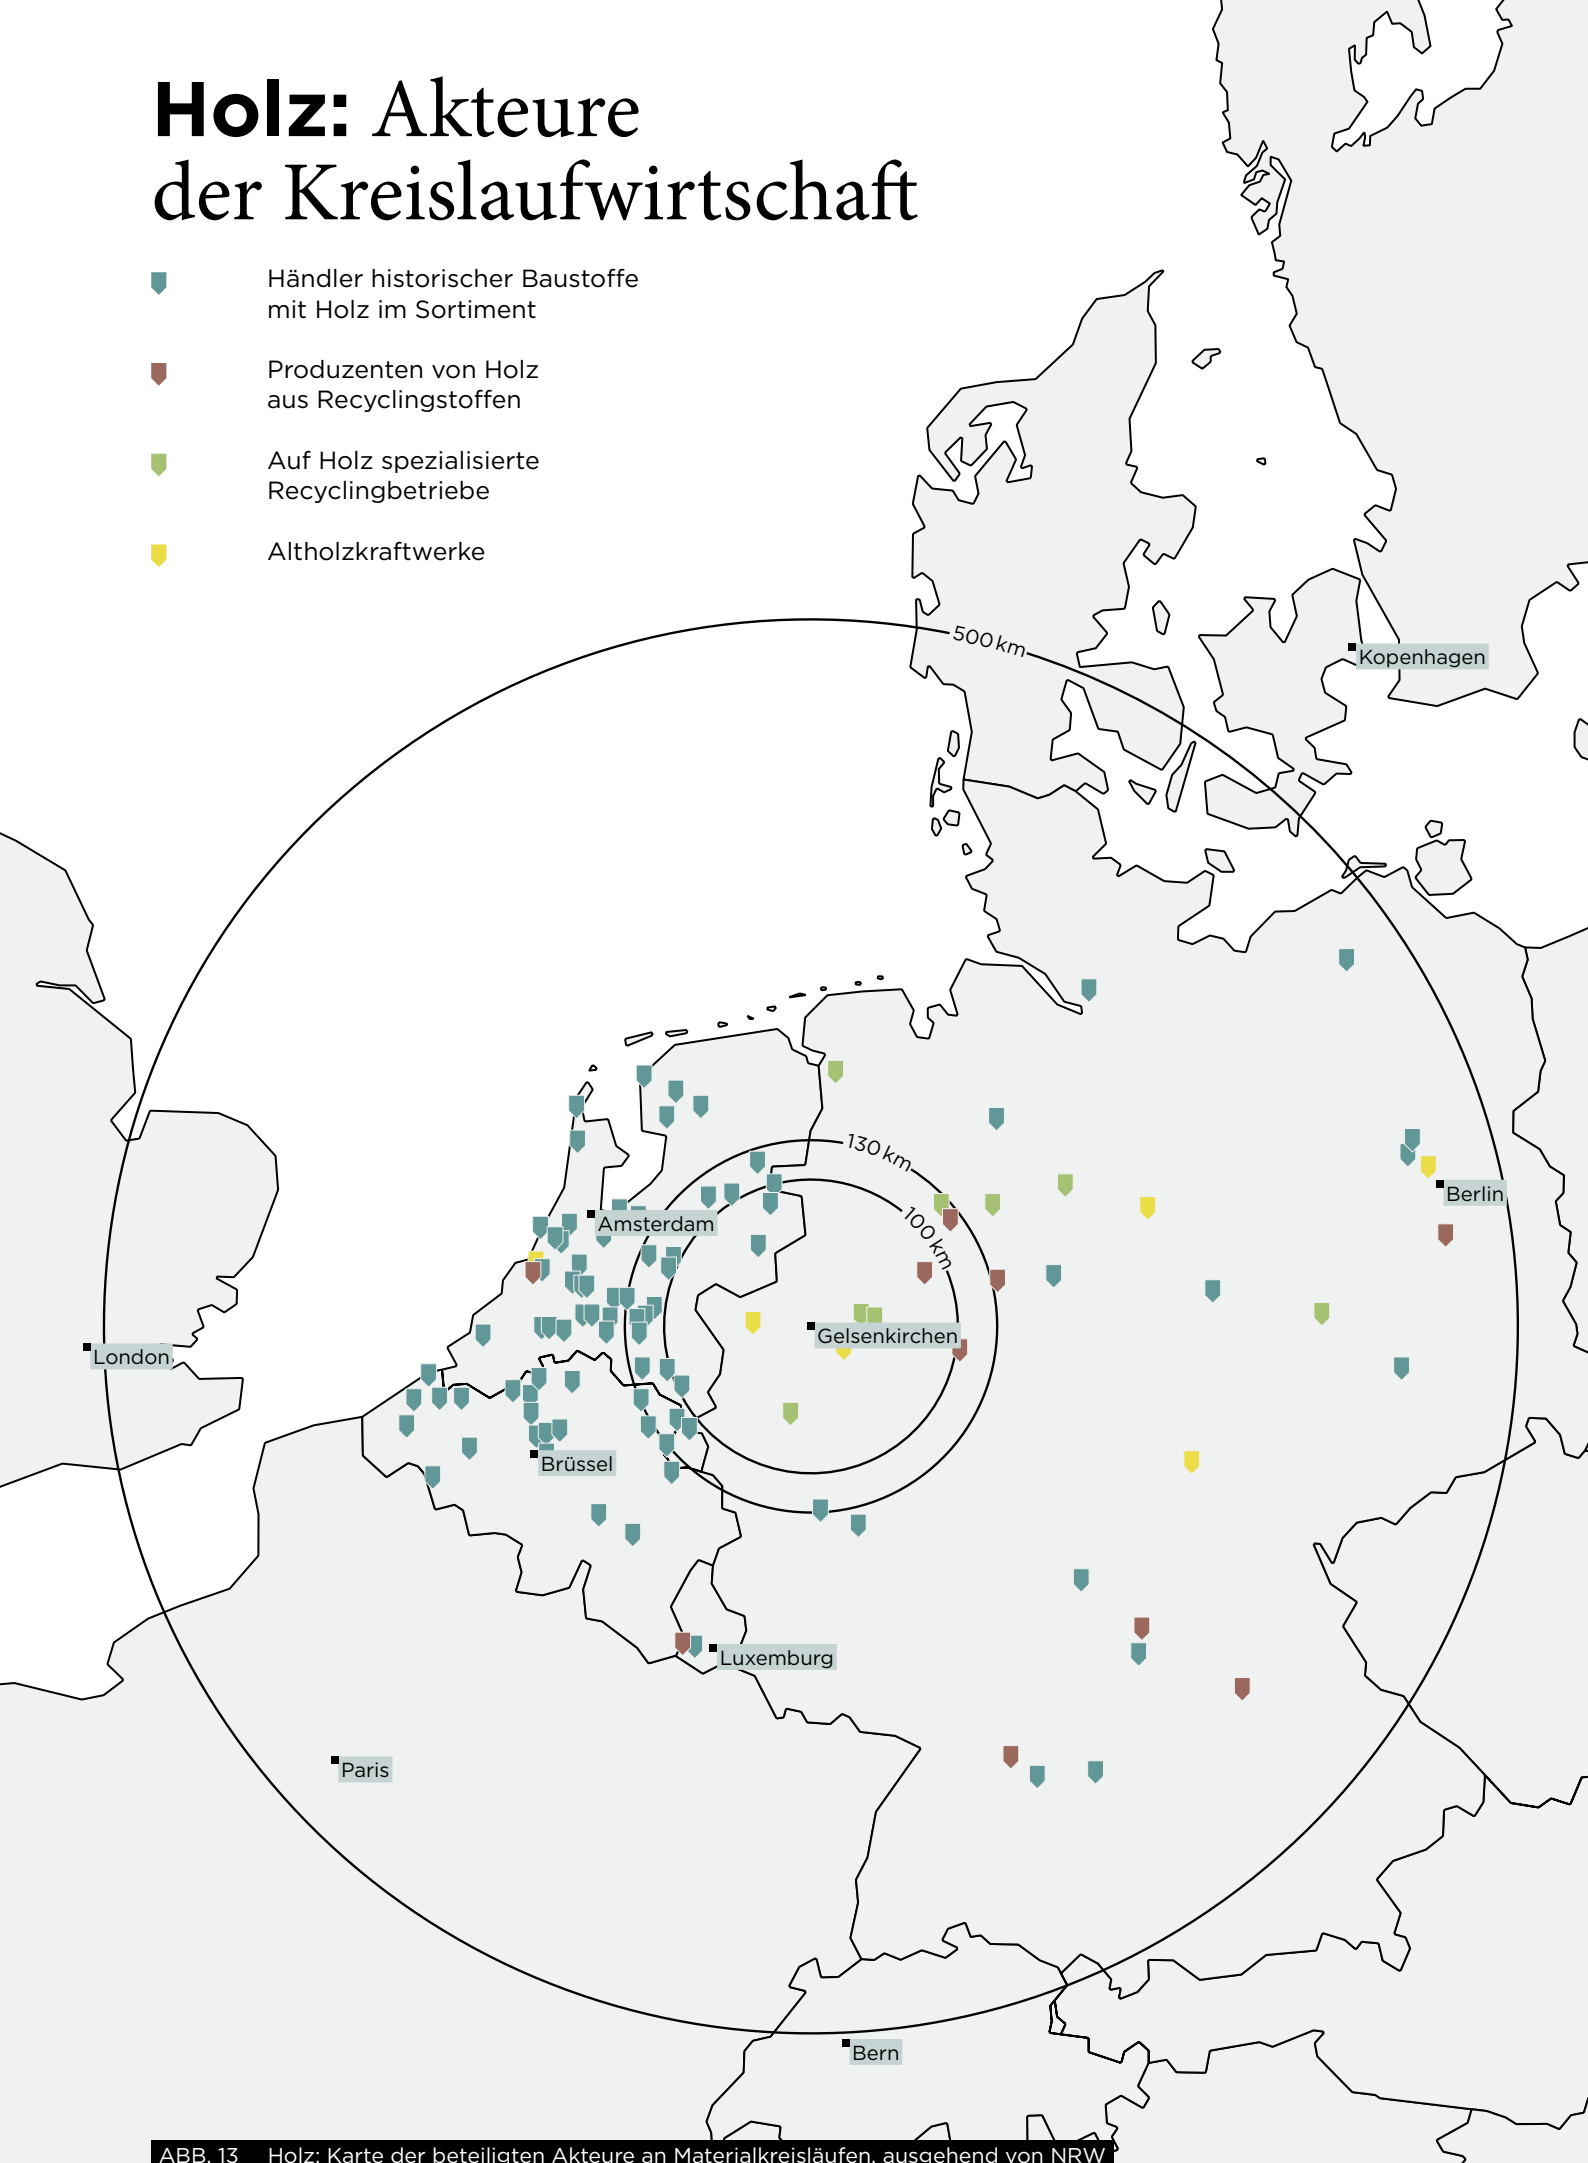 Holz: Akteure
der Kreislaufwirtschaft
Händler historischer Baustoffe
mit Holz im Sortiment
Produzenten von Holz
aus Recyclingstoffen
Auf Holz spezialisierte
Recyclingbetriebe
Altholzkraftwerke
500 km
Kopenhagen
130 km
Berlin
100 km
Amsterdam
Gelsenkirchen
London
Brüssel
Luxemburg
Paris
Bern
ABB. 13 Holz: Karte der beteiligten Akteure an Materialkreisläufen, ausgehend von NRW